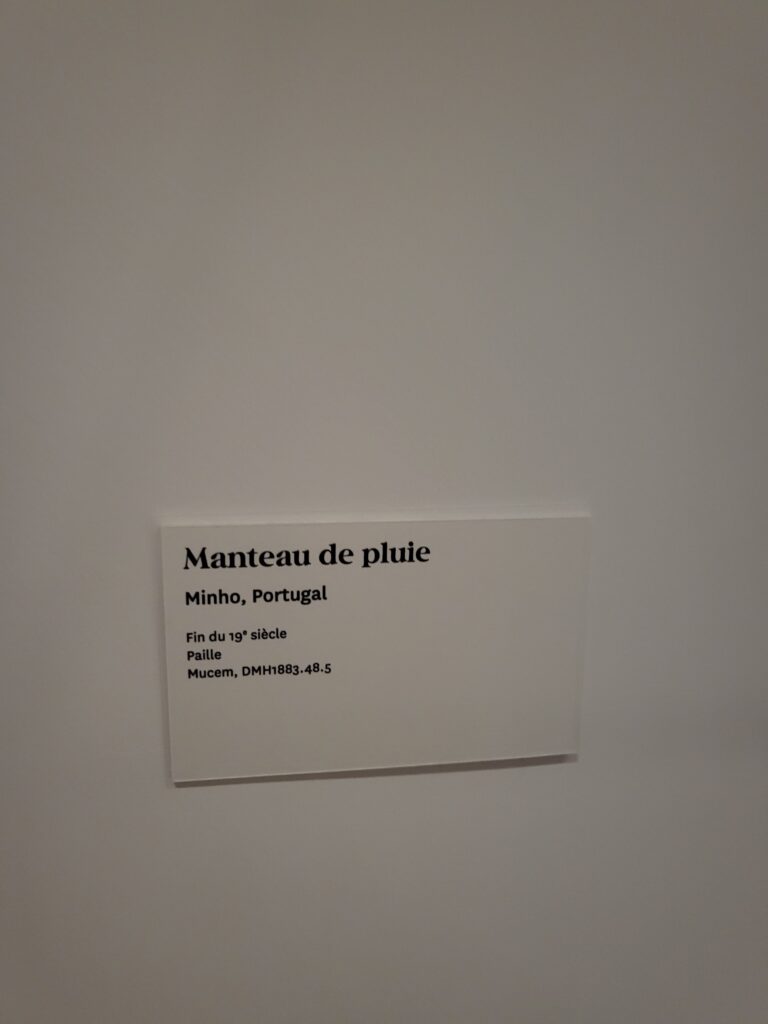 Manteau de pluie
Minho, Portugal
Fin du 19ᵉ siècle
Paille
Mucem, DMH1883.48.5